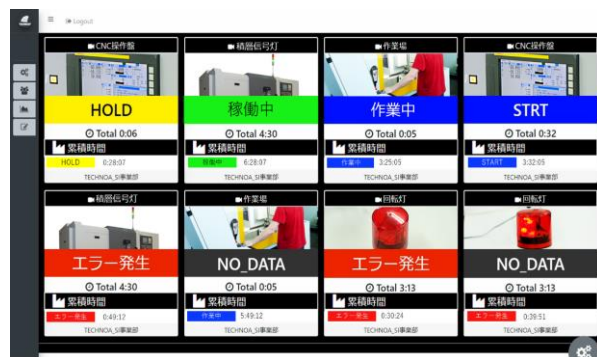 Logout
CNC操作盤
HOLD
Total 0:06
累積時間
HOLD 0:28:07
TECHNOA_SI事業部
積層信号灯
稼働中
Total 4:30
累積時間
稼働中 6:28:07
TECHNOA_SI事業部
作業場
作業中
Total 0:05
累積時間
作業中 3:25:05
TECHNOA_SI事業部
CNC操作盤
STRT
Total 0:32
累積時間
START 3:32:05
TECHNOA_SI事業部
積層信号灯
エラー発生
Total 4:30
累積時間
エラー発生 0:49:12
TECHNOA_SI事業部
作業場
NO_DATA
Total 0:05
累積時間
作業中 5:49:12
TECHNOA_SI事業部
回転灯
エラー発生
Total 3:13
累積時間
エラー発生 0:30:24
TECHNOA_SI事業部
回転灯
NO_DATA
Total 3:13
累積時間
エラー発生 0:39:51
TECHNOA_SI事業部